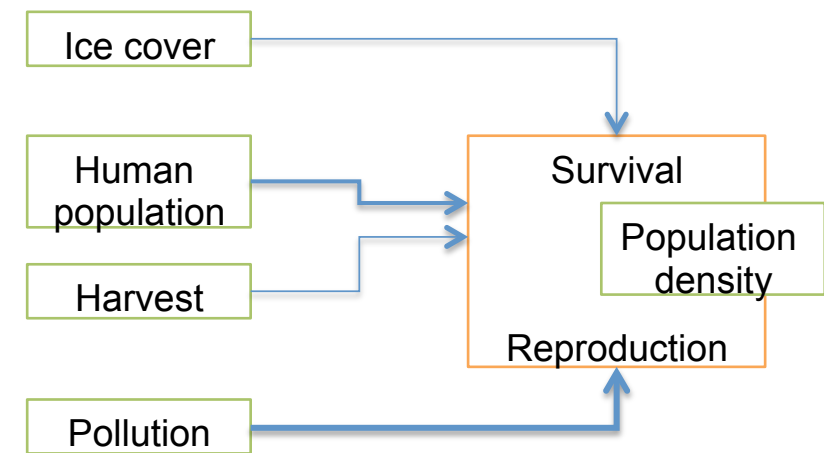 Ice cover
Human
population
Harvest
Pollution
Survival
Population
density
Reproduction